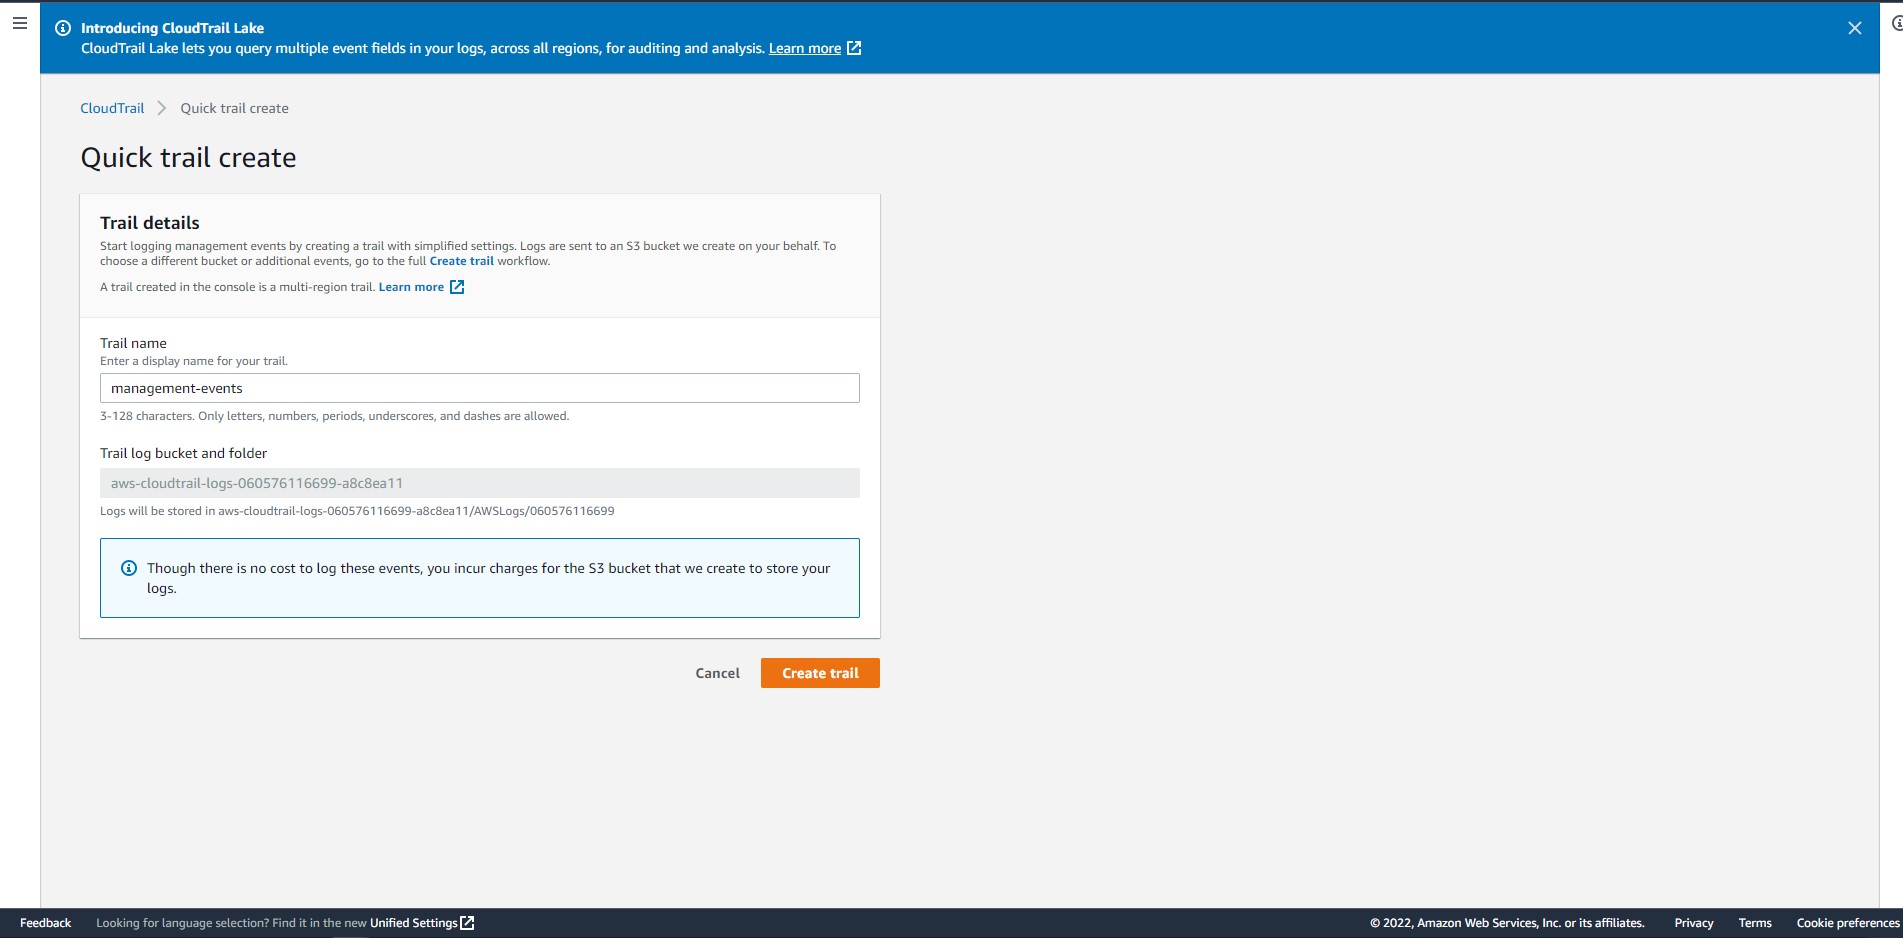 Introducing CloudTrail Lake
CloudTrail Lake lets you query multiple event fields in your logs, across all regions, for auditing and analysis. Learn more
CloudTrail
Quick trail create
Quick trail create
Trail details
Start logging management events by creating a trail with simplified settings. Logs are sent to an S3 bucket we create on your behalf. To
choose a different bucket or additional events, go to the full Create trail workflow.
A trail created in the console is a multi-region trail. Learn more
Trail name
Enter a display name for your trail.
management-events
3-128 characters. Only letters, numbers, periods, underscores, and dashes are allowed.
Trail log bucket and folder
aws-cloudtrail-logs-060576116699-a8c8ea11
Logs will be stored in aws-cloudtrail-logs-060576116699-a8c8ea11/AWSLogs/060576116699
Though there is no cost to log these events, you incur charges for the S3 bucket that we create to store your
logs.
Cancel
Create trail
Feedback
Looking for language selection? Find it in the new Unified Settings
© 2022, Amazon Web Services, Inc. or its affiliates.
Privacy
Terms
Cookie preferences